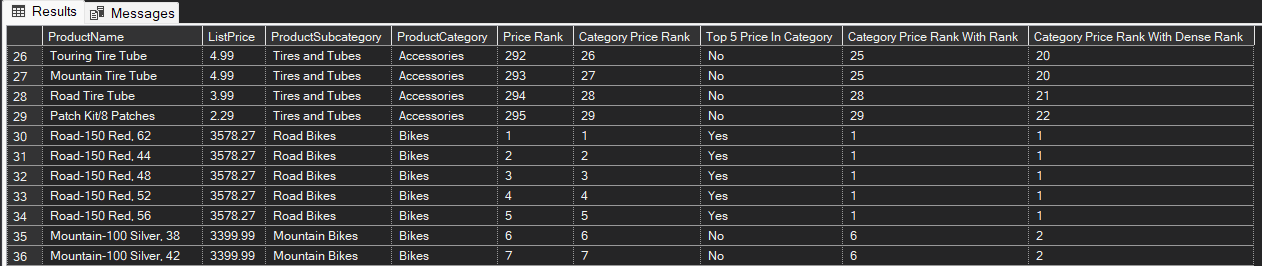 Results Messages
ProductName ListPrice ProductSubcategory ProductCategory Price Rank Category Price Rank Top 5 Price In Category Category Price Rank With Rank Category Price Rank With Dense Rank
26 Touring Tire Tube 4.99 Tires and Tubes Accessories 292 26 No 25 20
27 Mountain Tire Tube 4.99 Tires and Tubes Accessories 293 27 No 25 20
28 Road Tire Tube 3.99 Tires and Tubes Accessories 294 28 No 28 21
29 Patch Kit/8 Patches 2.29 Tires and Tubes Accessories 295 29 No 29 22
30 Road-150 Red, 62 3578.27 Road Bikes Bikes 1 1 Yes 1 1
31 Road-150 Red, 44 3578.27 Road Bikes Bikes 2 2 Yes 1 1
32 Road-150 Red, 48 3578.27 Road Bikes Bikes 3 3 Yes 1 1
33 Road-150 Red, 52 3578.27 Road Bikes Bikes 4 4 Yes 1 1
34 Road-150 Red, 56 3578.27 Road Bikes Bikes 5 5 Yes 1 1
35 Mountain-100 Silver, 38 3399.99 Mountain Bikes Bikes 6 6 No 6 2
36 Mountain-100 Silver, 42 3399.99 Mountain Bikes Bikes 7 7 No 6 2